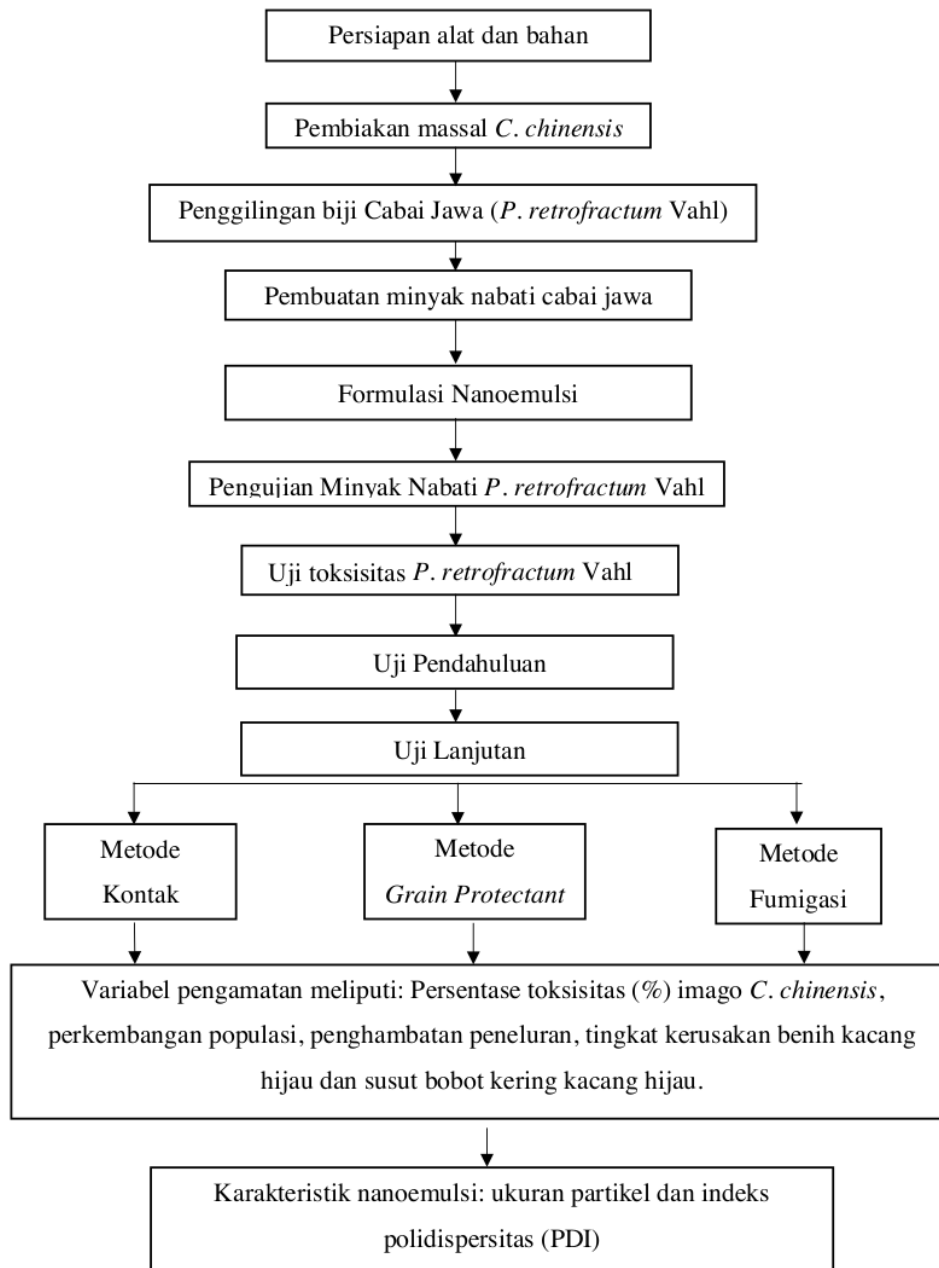 Persiapan alat dan bahan
Pembiakan massal C. chinensis
Penggilingan biji Cabai Jawa (P. retrofractum Vahl)
Pembuatan minyak nabati cabai jawa
Formulasi Nanoemulsi
Pengujian Minyak Nabati P. retrofractum Vahl
Uji toksisitas P. retrofractum Vahl
Uji Pendahuluan
Uji Lanjutan
Metode
Kontak
Metode
Grain Protectant
Metode
Fumigasi
Variabel pengamatan meliputi: Persentase toksisitas (%) imago C. chinensis,
perkembangan populasi, penghambatan peneluran, tingkat kerusakan benih kacang
hijau dan susut bobot kering kacang hijau.
Karakteristik nanoemulsi: ukuran partikel dan indeks
polidispersitas (PDI)